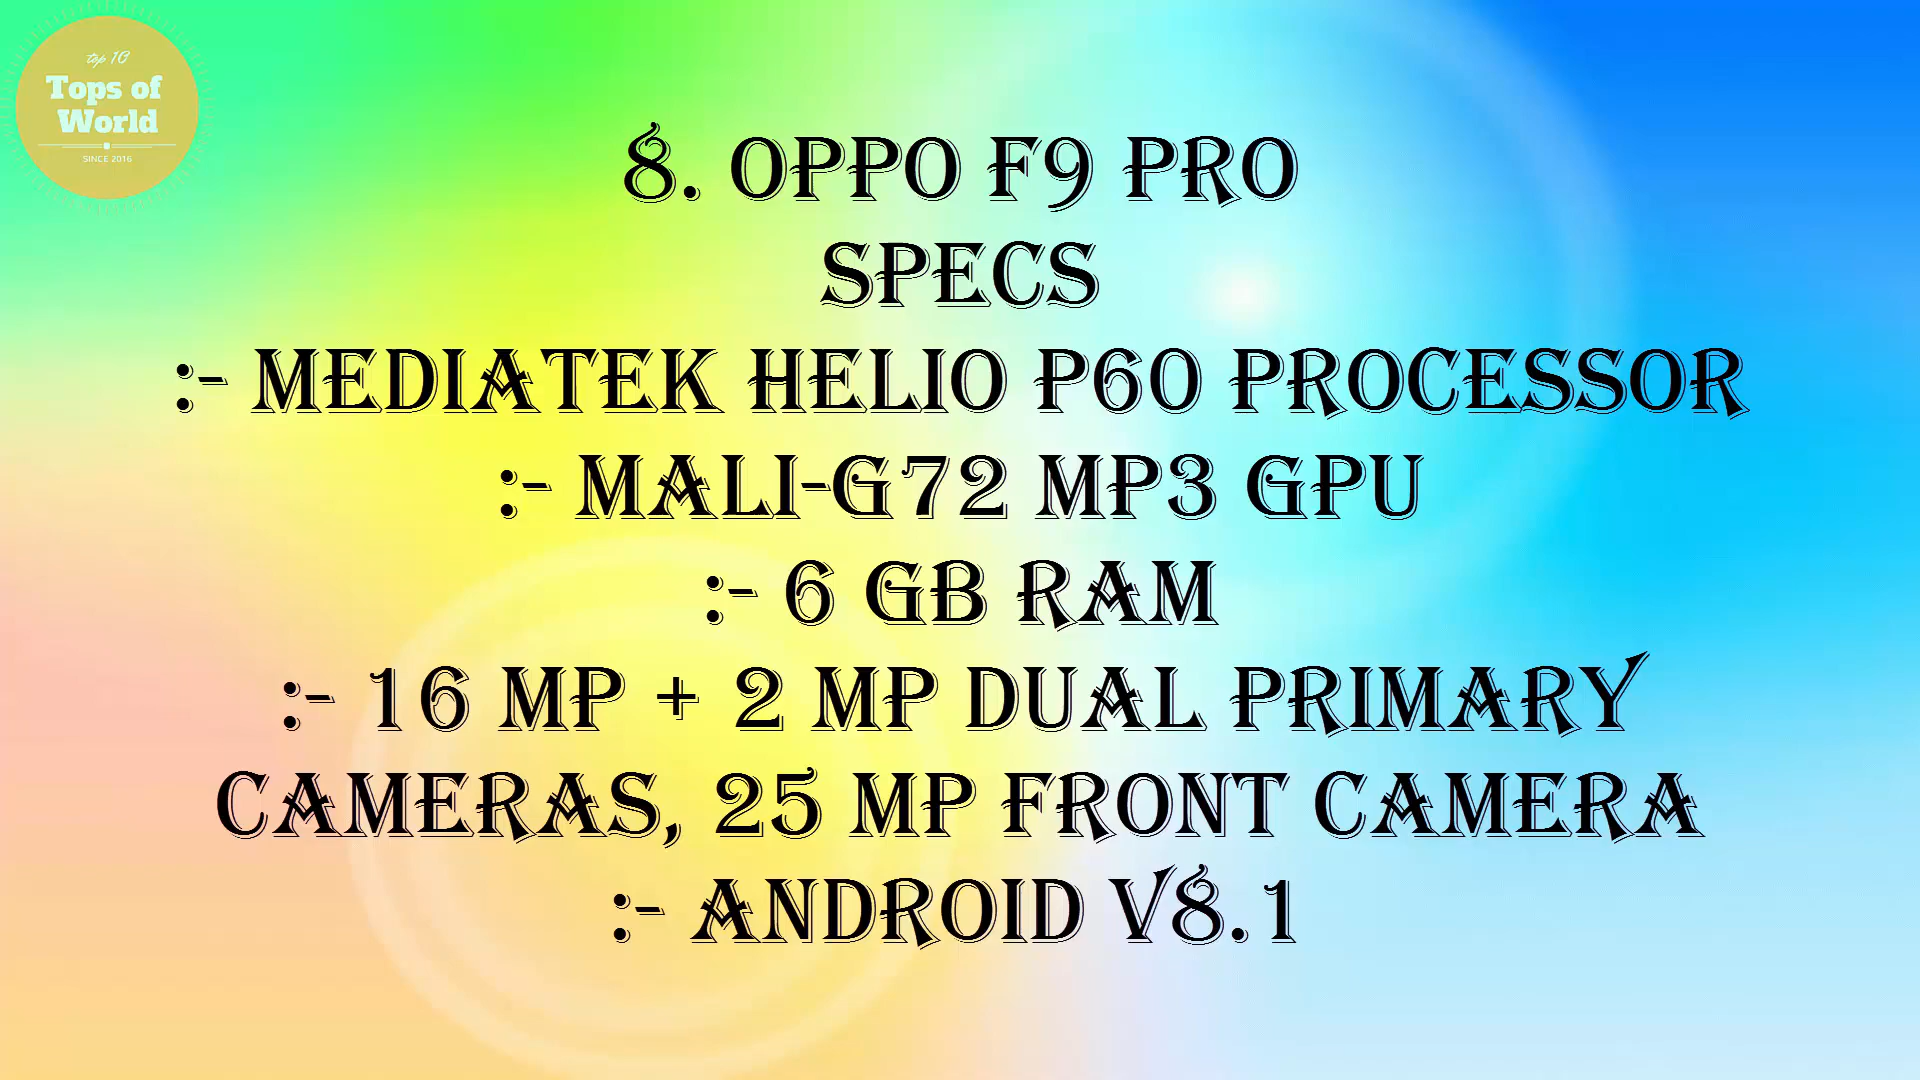 top 10
Tops of
World
SINCE 2016
8. OPPO F9 PRO
SPECS
:- MEDIATEK HELIO P60 PROCESSOR
:- MALI-G72 MP3 GPU
:- 6 GB RAM
:- 16 MP + 2 MP DUAL PRIMARY
CAMERAS, 25 MP FRONT CAMERA
:- ANDROID V8.1